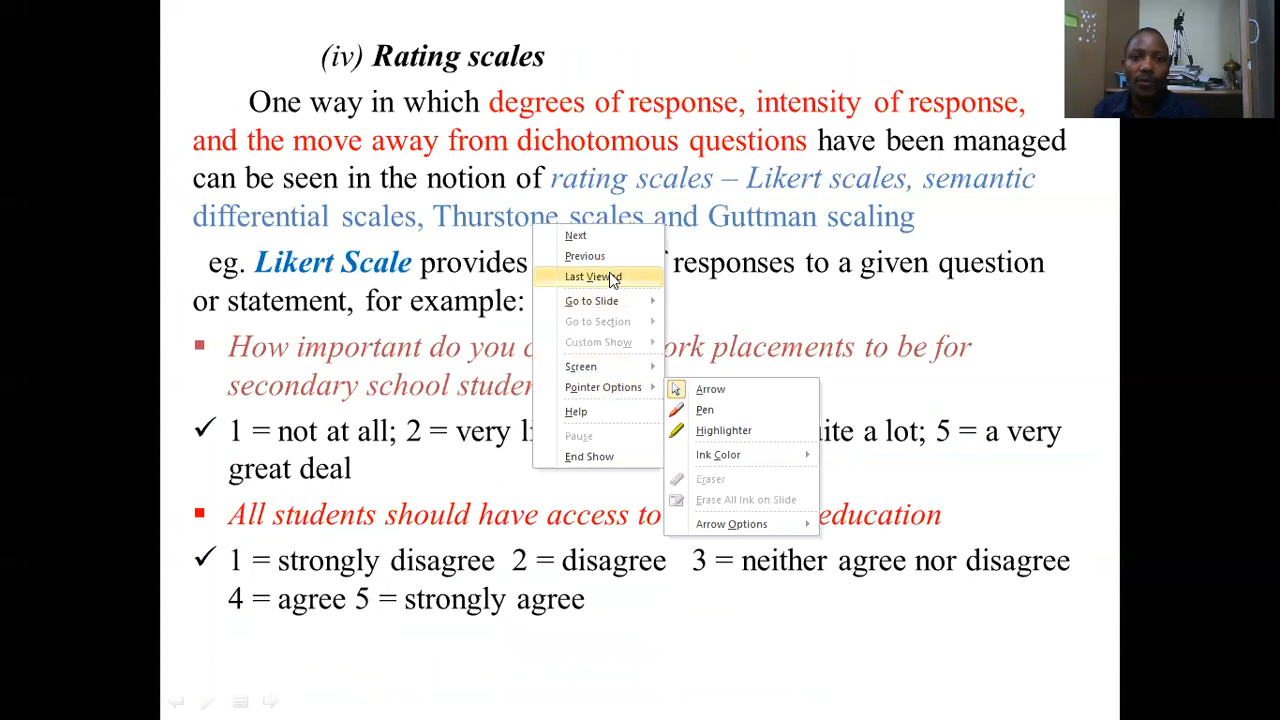 (iv) Rating scales
One way in which degrees of response, intensity of response,
and the move away from dichotomous questions have been managed
can be seen in the notion of rating scales – Likert scales, semantic
differential scales, Thurstone scales and Guttman scaling
eg. Likert Scale provides responses to a given question
or statement, for example:
How important do you placements to be for
secondary school
1 = not at all; 2 = very a lot; 5 = a very
great deal
All students should have access to education
1 = strongly disagree 2 = disagree 3 = neither agree nor disagree
4 = agree 5 = strongly agree
Next
Previous
Last Viewed
Go to Slide
Go to Section
Custom Show
Screen
Pointer Options
Help
Pause
End Show
Arrow
Pen
Highlighter
Ink Color
Eraser
Erase All Ink on Slide
Arrow Options